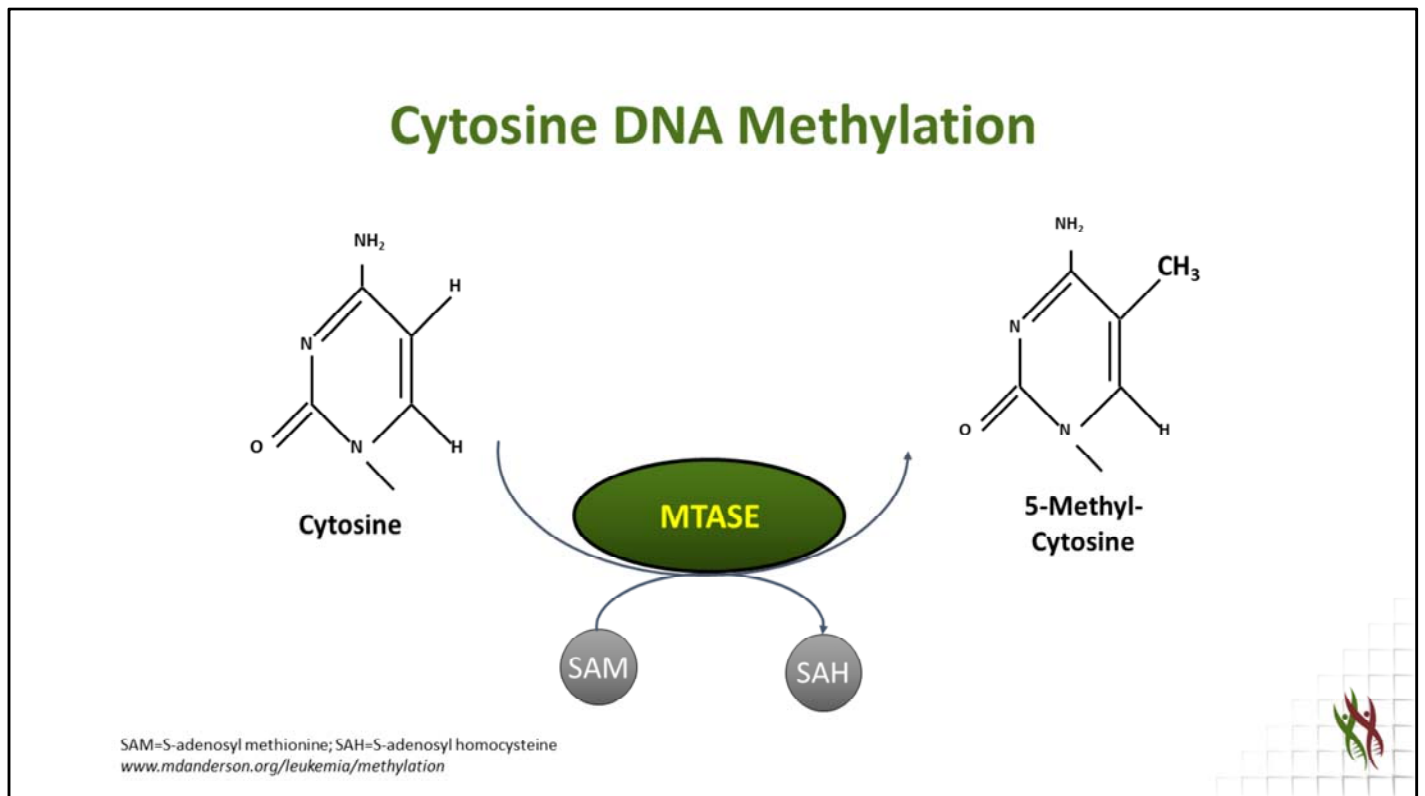 Cytosine DNA Methylation
NH₂
H
N
O
N
H
Cytosine
NH₂
CH₃
N
O
N
H
5-Methyl-
Cytosine
MTASE
SAM
SAH
SAM=S-adenosyl methionine; SAH=S-adenosyl homocysteine
www.mdanderson.org/leukemia/methylation